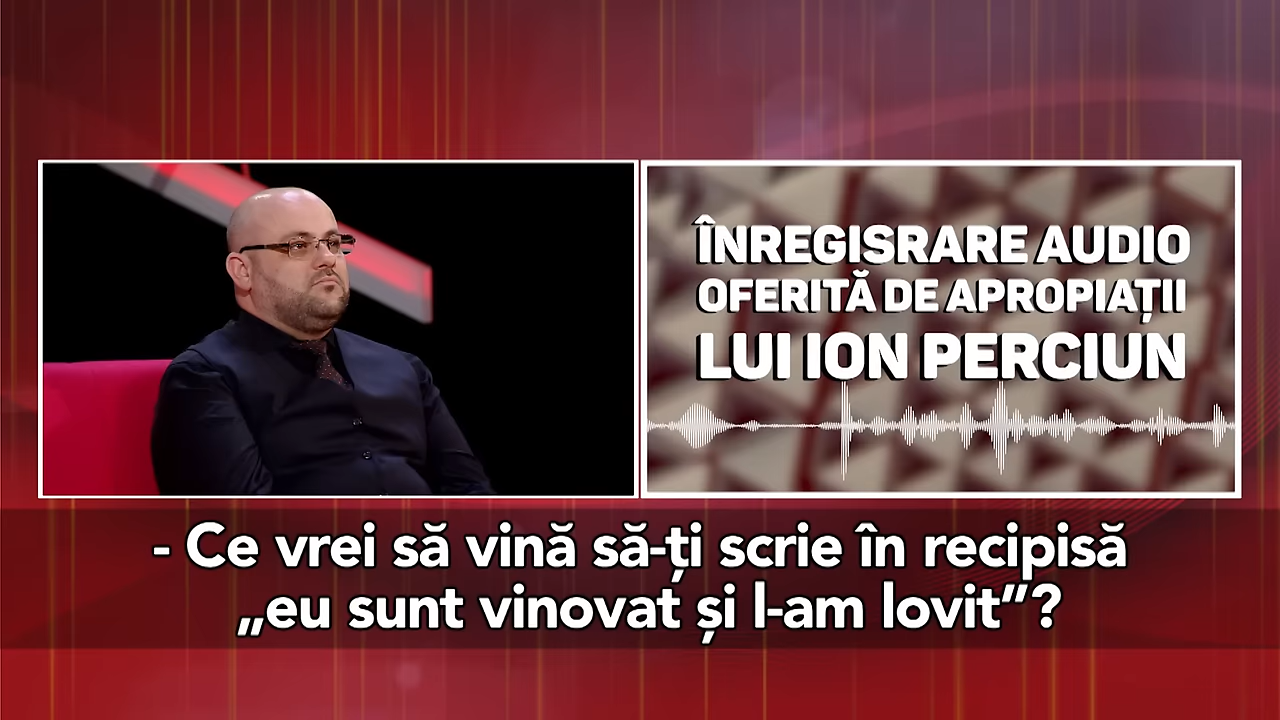 ÎNREGISRARE AUDIO
OFERITĂ DE APROPIAȚII
LUI ION PERCIUN
- Ce vrei să vină să-ți scrie în recipisă
„eu sunt vinovat și l-am lovit”?